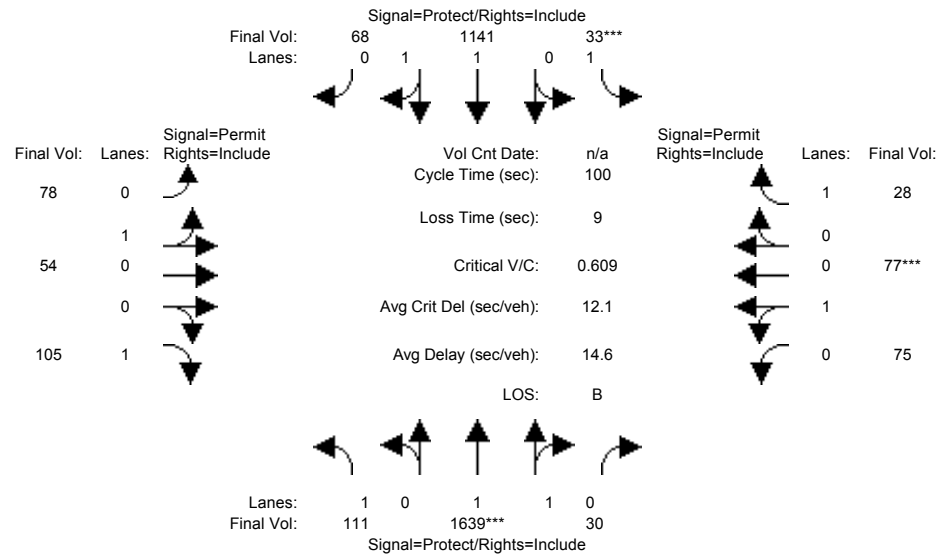 Signal=Protect/Rights=Include
Final Vol: 68 1141 33***
Lanes: 0 1 1 0 1
Signal=Permit
Final Vol: Lanes: Rights=Include
Vol Cnt Date: n/a
Signal=Permit
Rights=Include Lanes: Final Vol:
Cycle Time (sec): 100
78 0
1 28
Loss Time (sec): 9
1
0
54 0
Critical V/C: 0.609
0 77***
0
Avg Crit Del (sec/veh): 12.1
1
105 1
Avg Delay (sec/veh): 14.6
0 75
LOS: B
Lanes: 1 0 1 1 0
Final Vol: 111 1639*** 30
Signal=Protect/Rights=Include